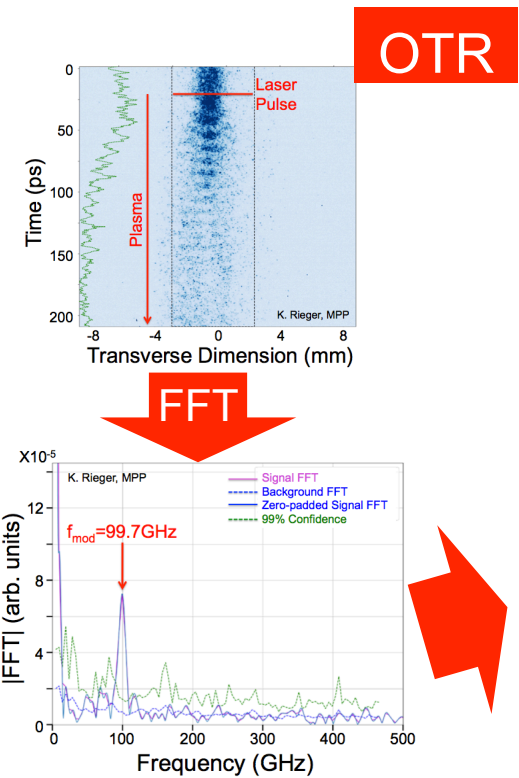 OTR
0
50
100
150
200
Time (ps)
Laser
Pulse
Plasma
K. Rieger, MPP
-8 -4 0 4 8
Transverse Dimension (mm)
FFT
X10-5
K. Rieger, MPP
Signal FFT
Background FFT
Zero-padded Signal FFT
99% Confidence
12
8
4
0
fmod=99.7GHz
|FFT| (arb. units)
0 100 200 300 400 500
Frequency (GHz)